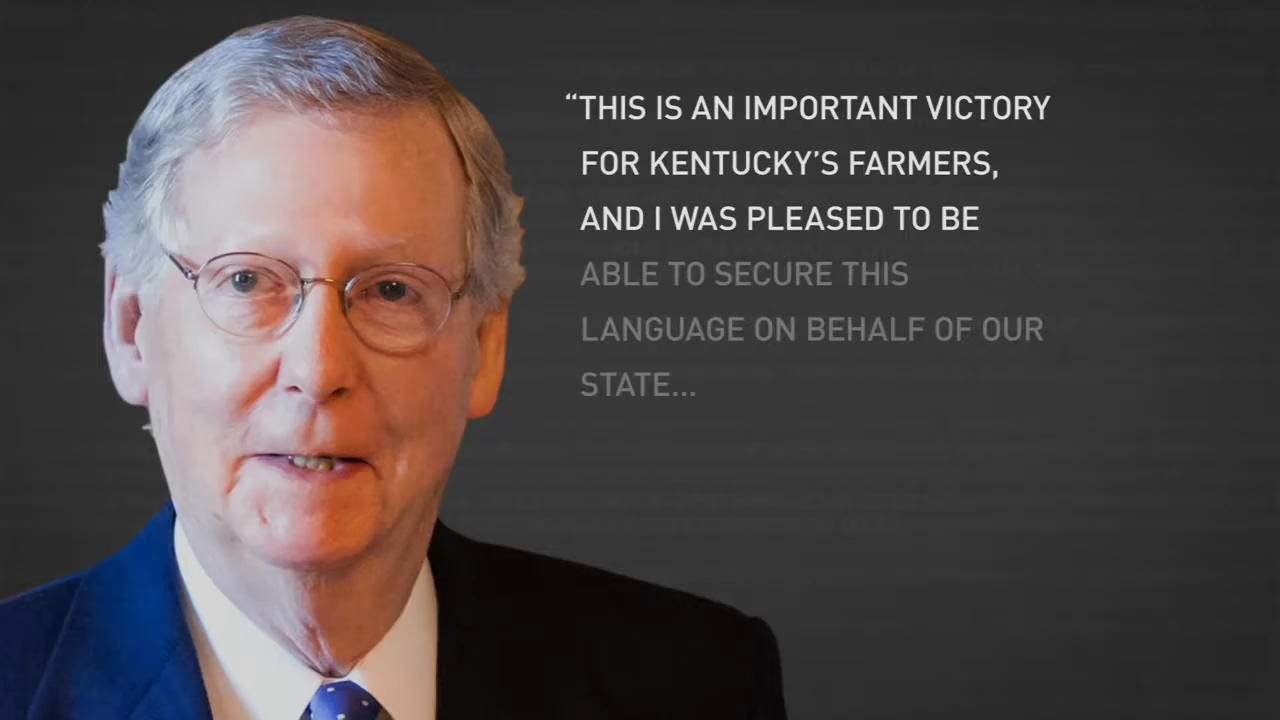 “THIS IS AN IMPORTANT VICTORY
FOR KENTUCKY’S FARMERS,
AND I WAS PLEASED TO BE
ABLE TO SECURE THIS
LANGUAGE ON BEHALF OF OUR
STATE...